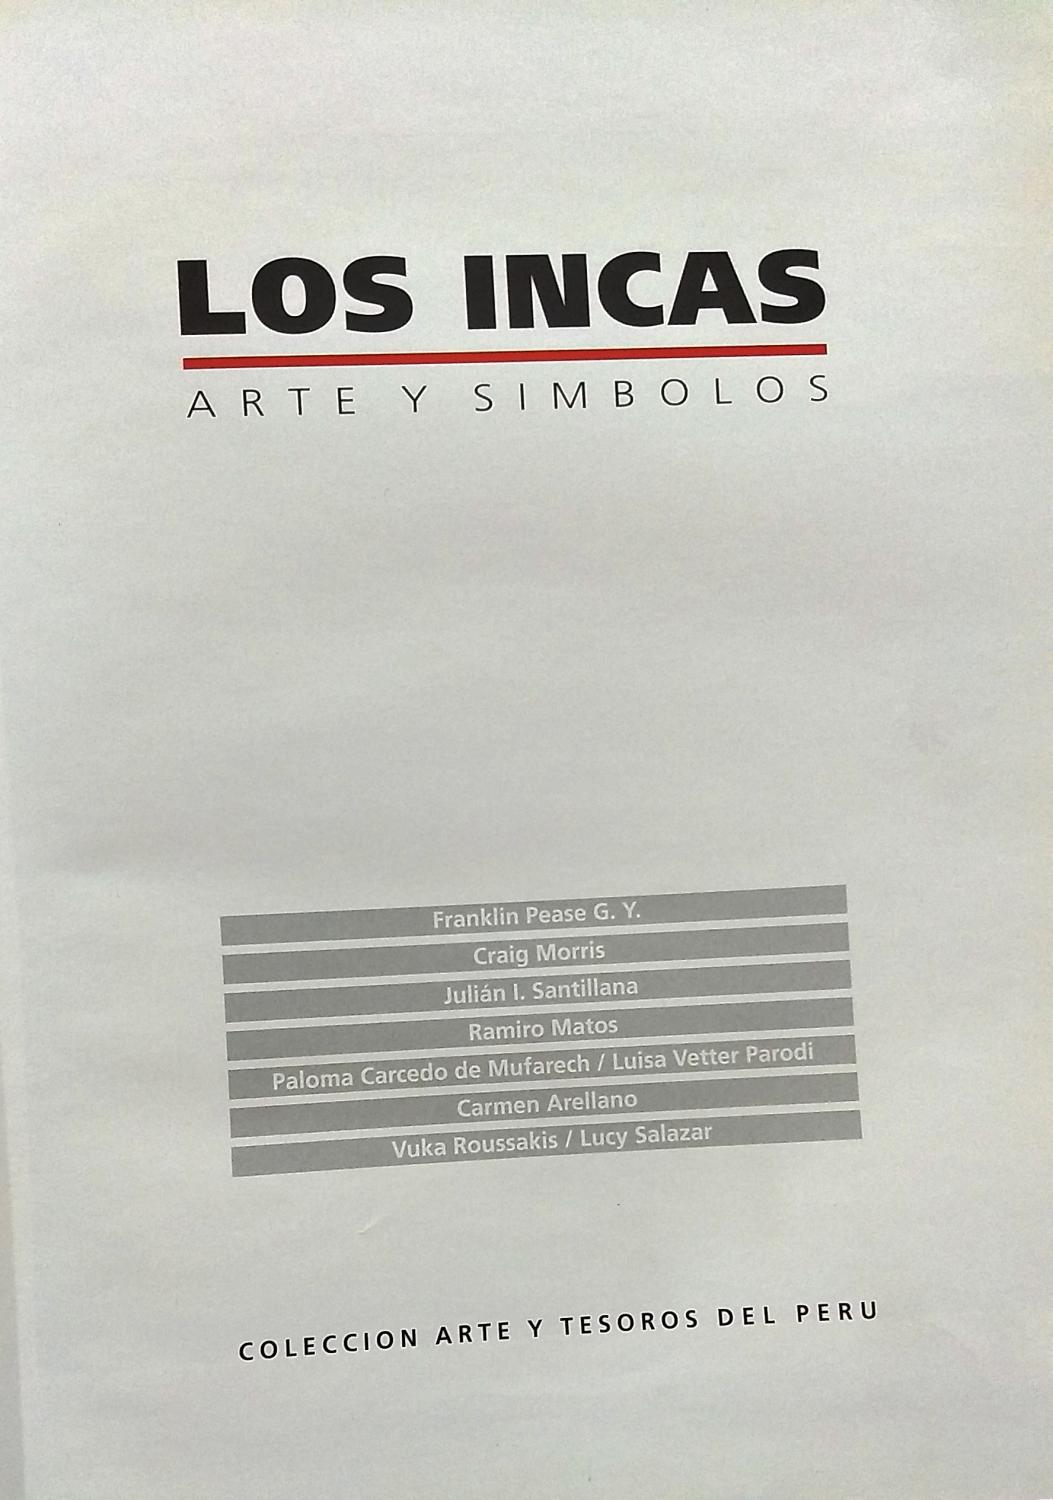 LOS INCAS
ARTE Y SIMBOLOS
Franklin Pease G. Y.
Craig Morris
Julián I. Santillana
Ramiro Matos
Paloma Carcedo de Mufarech / Luisa Vetter Parodi
Carmen Arellano
Vuka Roussakis / Lucy Salazar
COLECCION ARTE Y TESOROS DEL PERU